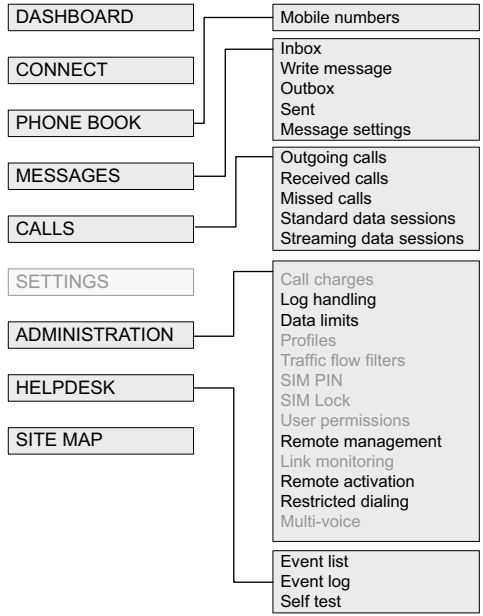 DASHBOARD
CONNECT
PHONE BOOK
MESSAGES
CALLS
SETTINGS
ADMINISTRATION
HELPDESK
SITE MAP
Mobile numbers
Inbox
Write message
Outbox
Sent
Message settings
Outgoing calls
Received calls
Missed calls
Standard data sessions
Streaming data sessions
Call charges
Log handling
Data limits
Profiles
Traffic flow filters
SIM PIN
SIM Lock
User permissions
Remote management
Link monitoring
Remote activation
Restricted dialing
Multi-voice
Event list
Event log
Self test